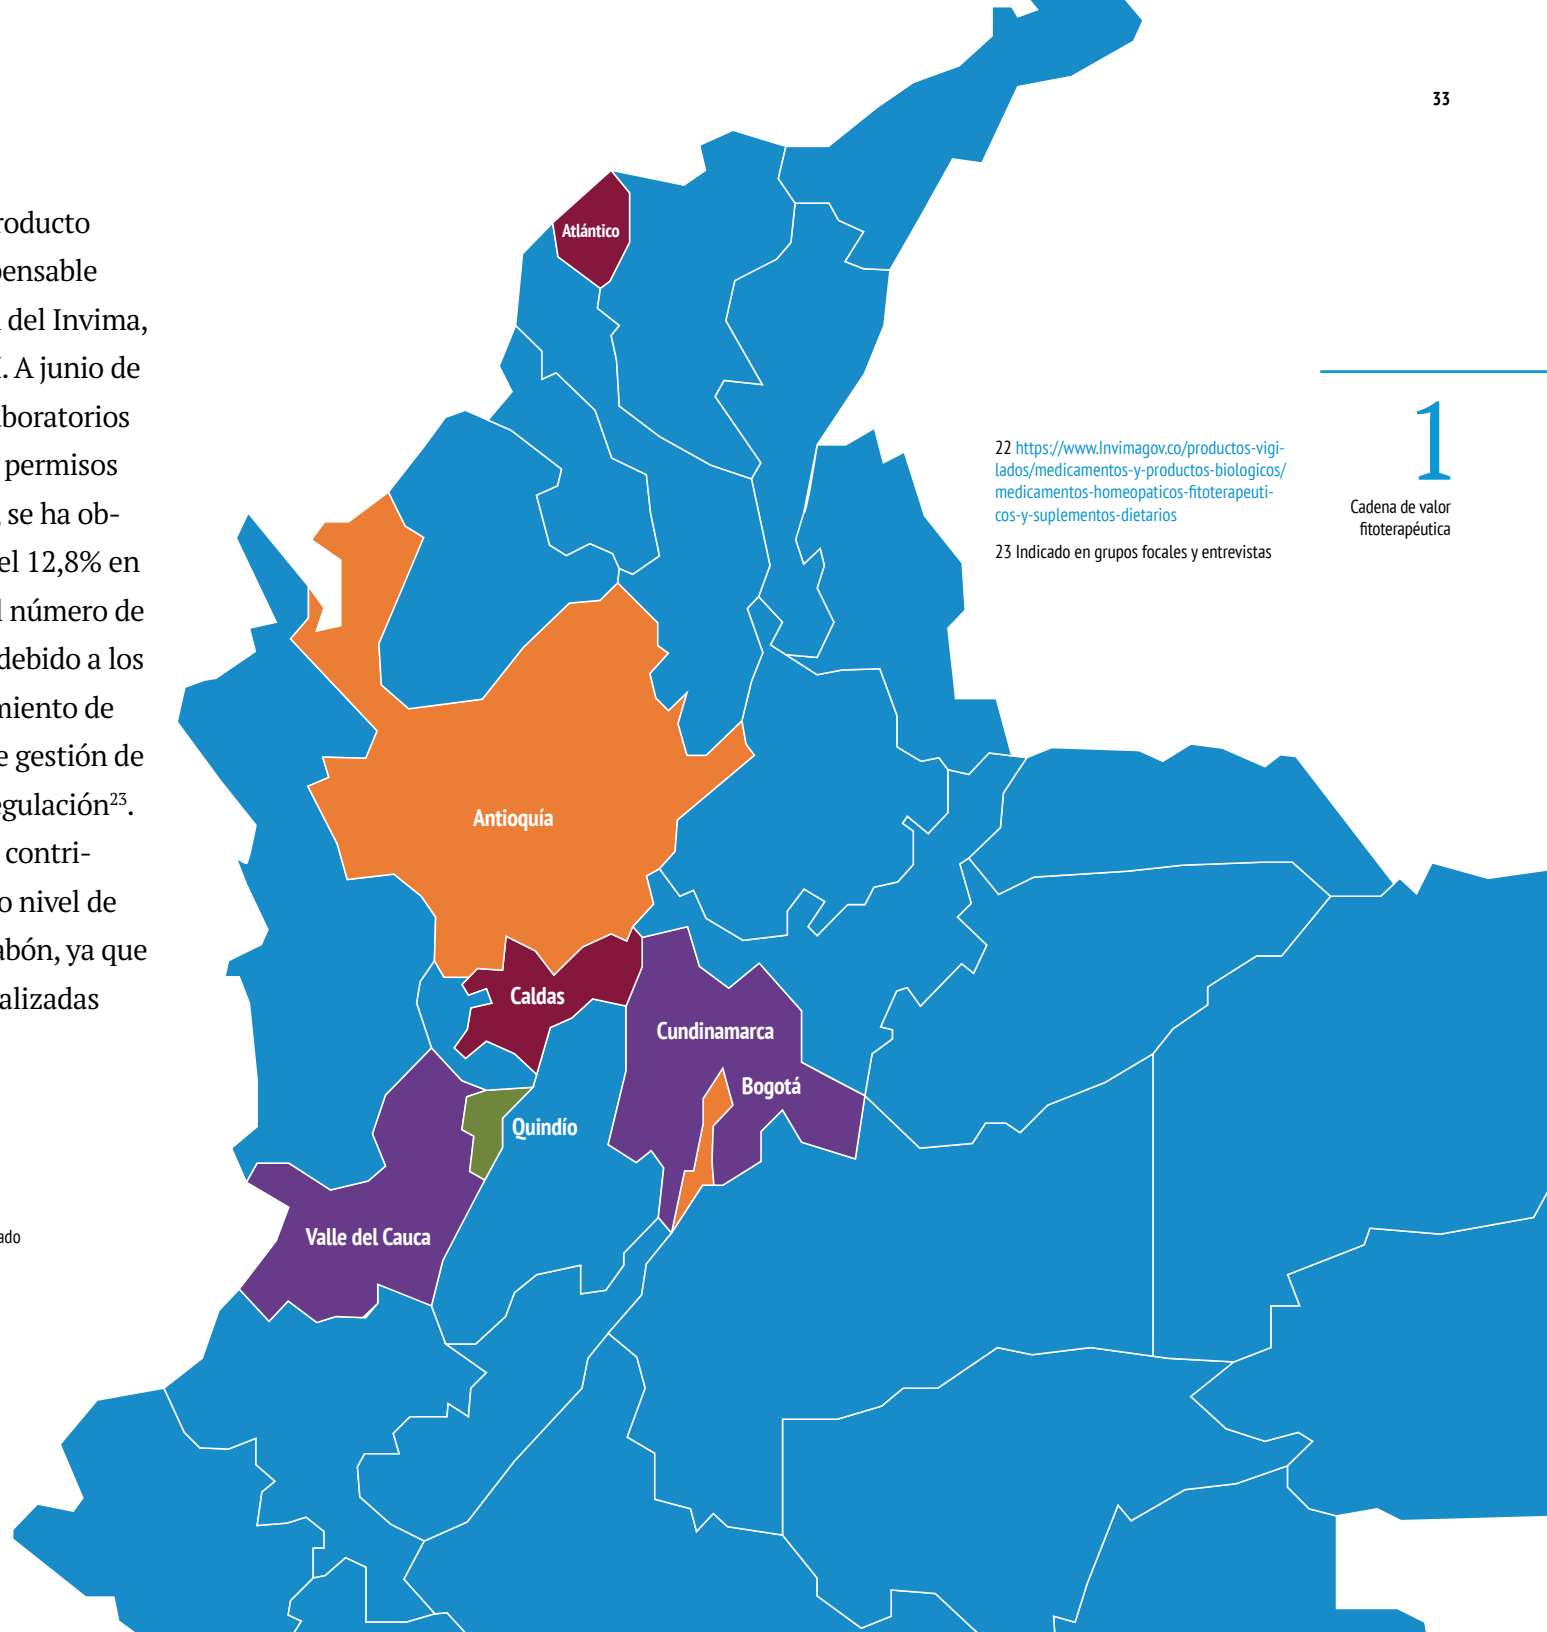 33
roducto
pensable
del Invima,
. A junio de
boratorios
permisos
se ha ob-
el 12,8% en
l número de
debido a los
miento de
e gestión de
egulación²³.
contri-
o nivel de
abón, ya que
alizadas
ado
Atlántico
Antioquía
Caldas
Cundinamarca
Bogotá
Quindío
Valle del Cauca
22 https://www.Invimagov.co/productos-vigi-
lados/medicamentos-y-productos-biologicos/
medicamentos-homeopaticos-fitoterapeuti-
cos-y-suplementos-dietarios
23 Indicado en grupos focales y entrevistas
1
Cadena de valor
fitoterapéutica